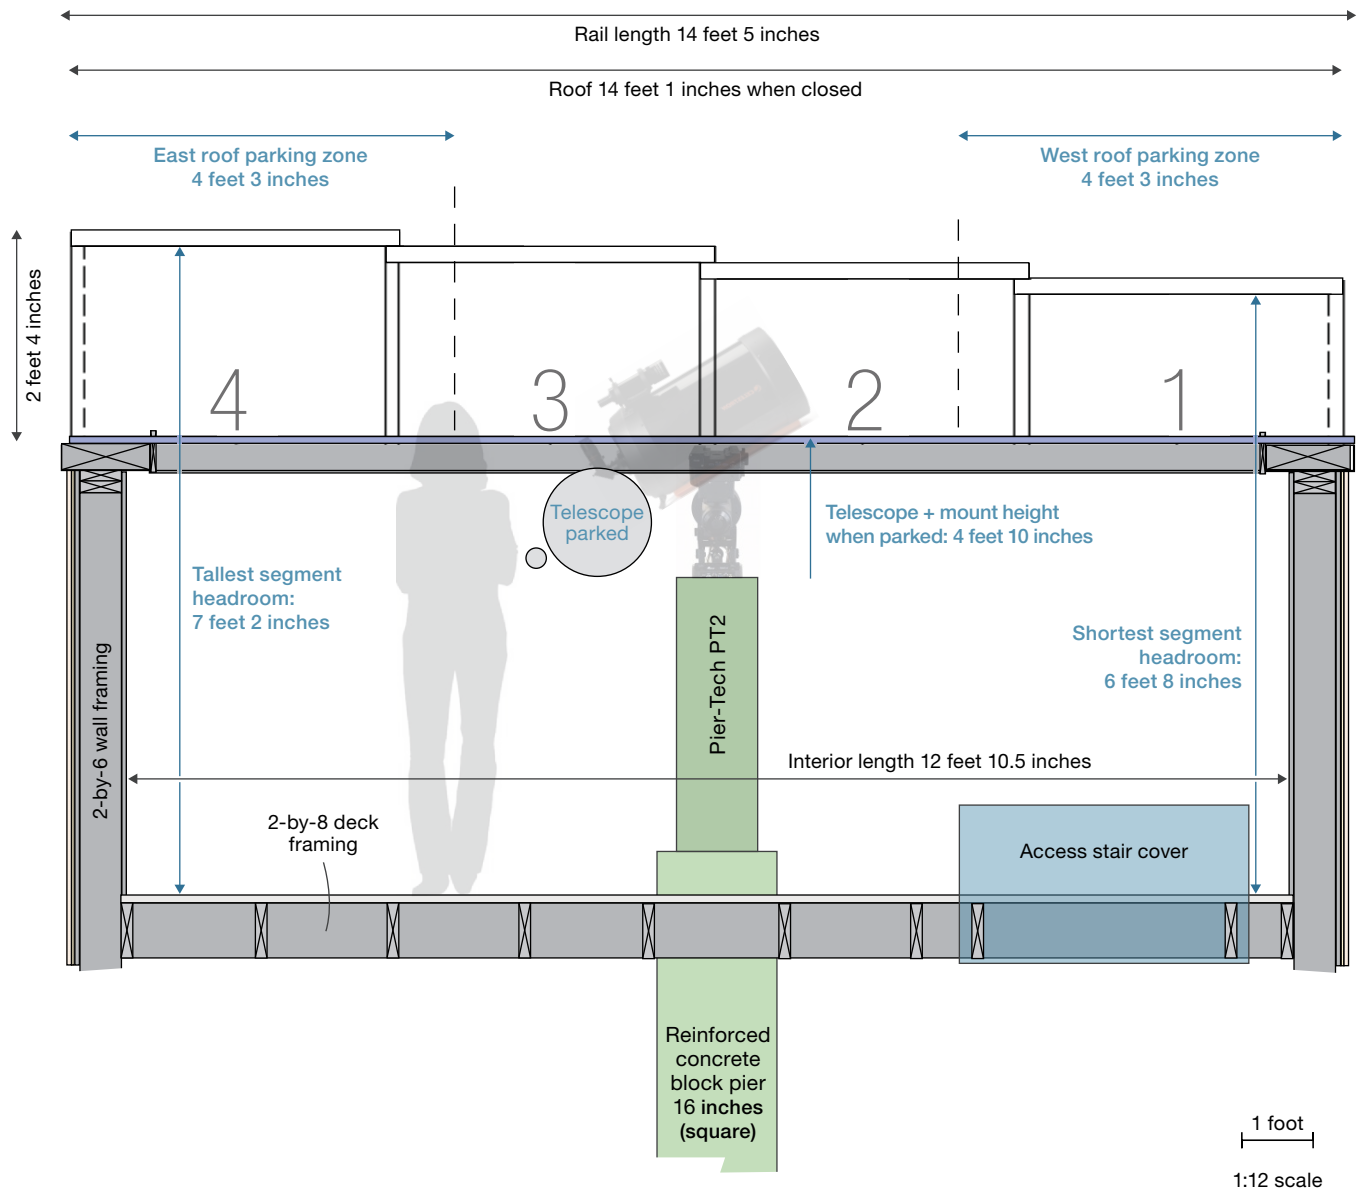 Rail length 14 feet 5 inches
Roof 14 feet 1 inches when closed
East roof parking zone
4 feet 3 inches
West roof parking zone
4 feet 3 inches
2 feet 4 inches
4
3
2
1
Telescope
parked
Telescope + mount height
when parked: 4 feet 10 inches
Tallest segment
headroom:
7 feet 2 inches
Shortest segment
headroom:
6 feet 8 inches
2-by-6 wall framing
Pier-Tech PT2
Interior length 12 feet 10.5 inches
2-by-8 deck
framing
Access stair cover
Reinforced
concrete
block pier
16 inches
(square)
1 foot
1:12 scale